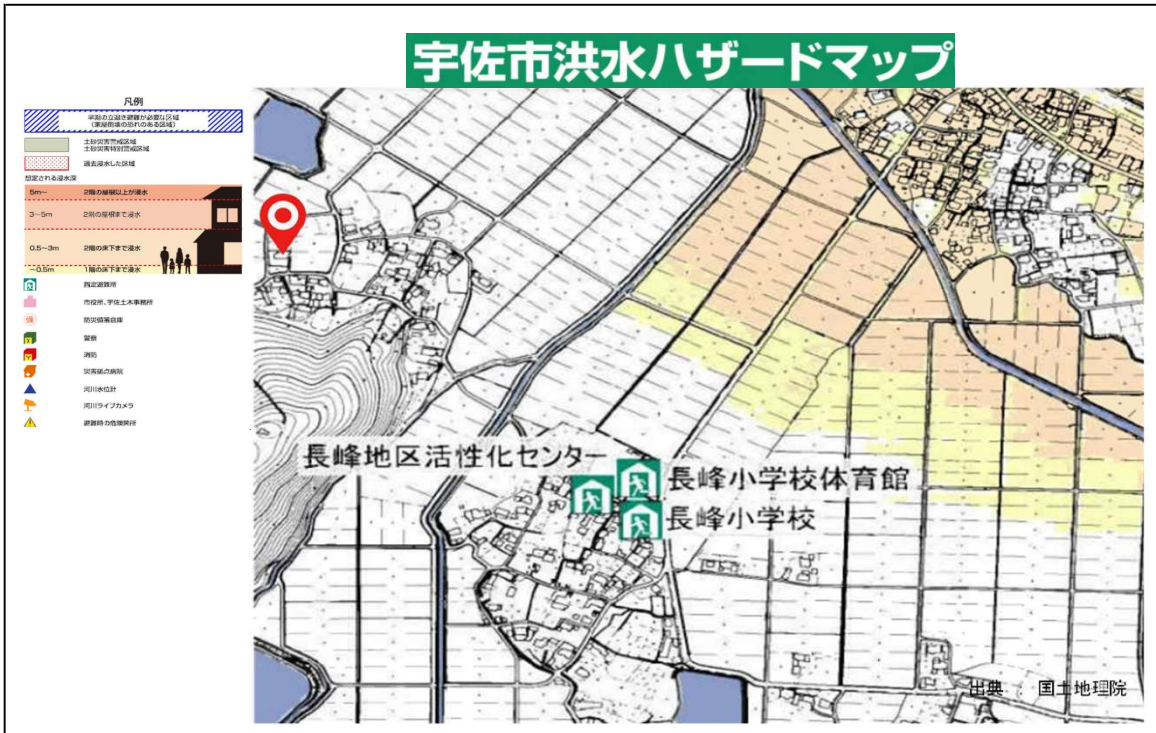 宇佐市洪水ハザードマップ
凡例
早期の立退き避難が必要な区域
(家屋倒壊の恐れのある区域)
土砂災害警戒区域
土砂災害特別警戒区域
過去浸水した区域
想定される浸水深
5m～ 2階の屋根以上が浸水
3～5m 2階の屋根まで浸水
0.5～3m 2階の床下まで浸水
～0.5m 1階の床下まで浸水
指定避難所
市役所、宇佐土木事務所
防災備蓄倉庫
警察
消防
災害拠点病院
河川水位計
河川ライブカメラ
避難時の危険箇所
長峰地区活性化センター
長峰小学校体育館
長峰小学校
出典 : 国土地理院